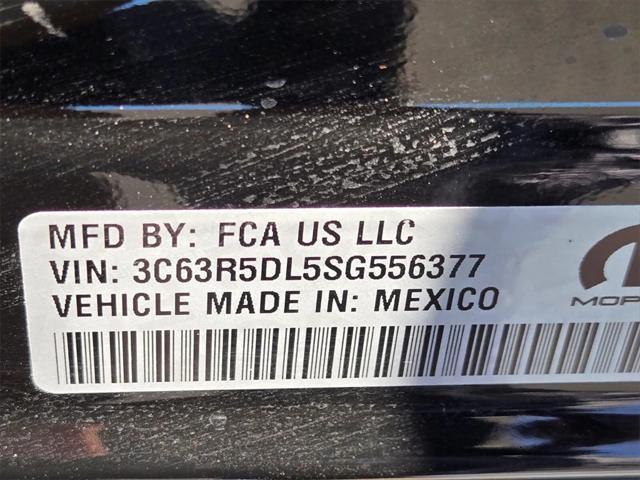 MFD BY: FCA US LLC
VIN: 3C63R5DL5SG556377
VEHICLE MADE IN: MEXICO